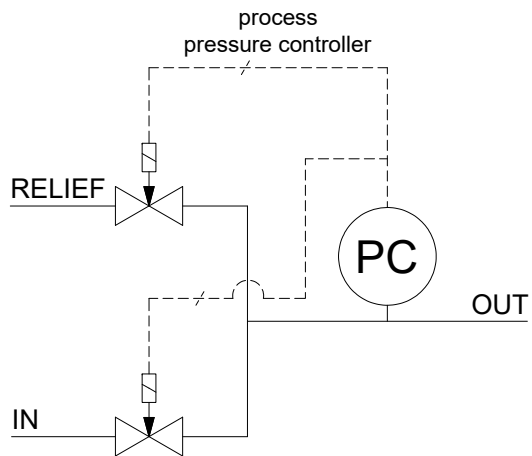 process
pressure controller
RELIEF
PC
OUT
IN